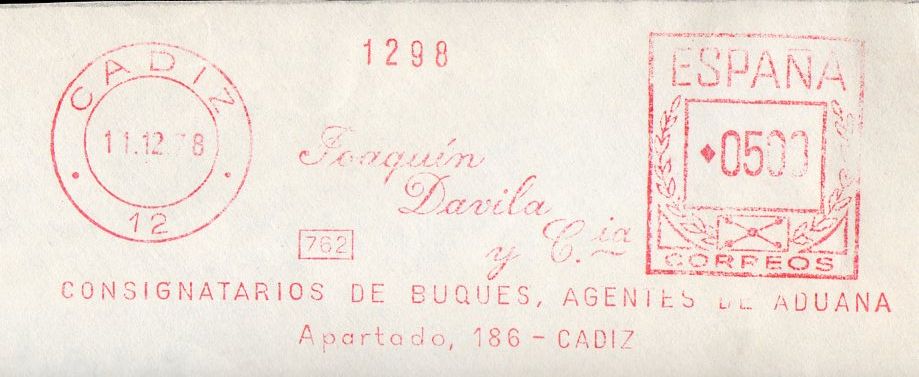 1298
CADIZ
11.12.78
12
ESPAÑA
♦0500
CORREOS
Joaquín
Davila
y C.ia
762
CONSIGNATARIOS DE BUQUES, AGENTES DE ADUANA
Apartado, 186 - CADIZ